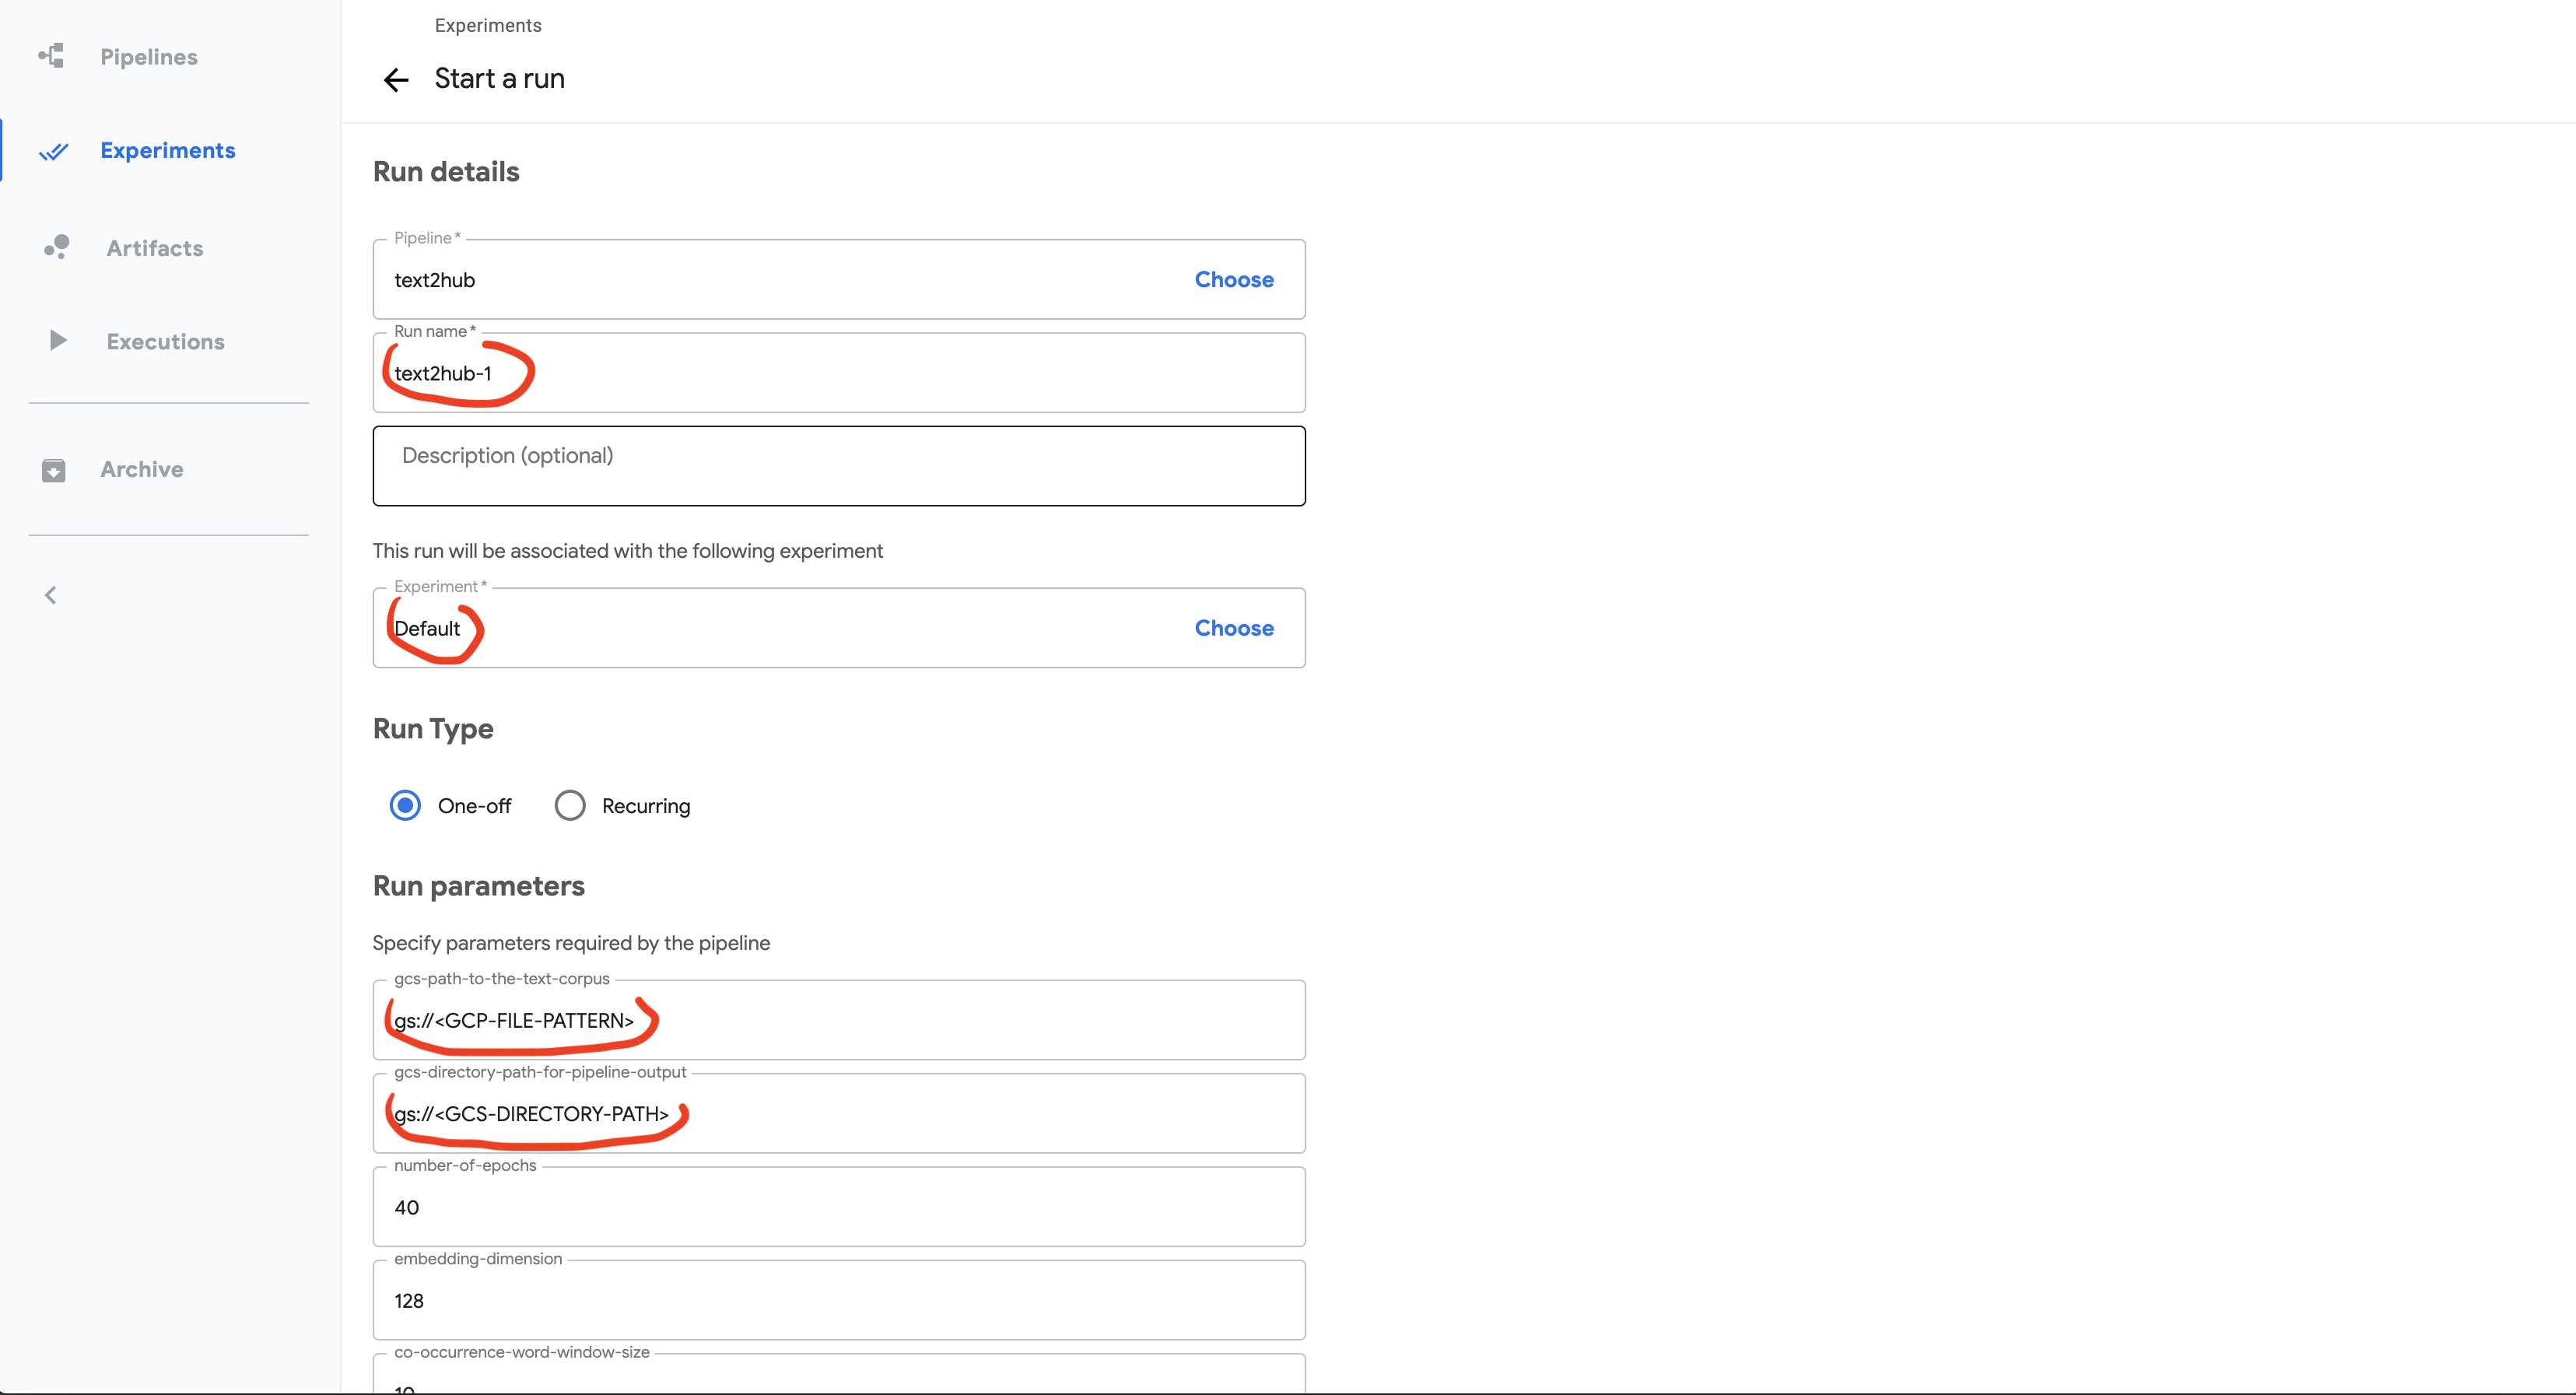 Pipelines
Experiments
Artifacts
Executions
Archive
Experiments
Start a run
Run details
Pipeline*
text2hub
Choose
Run name*
text2hub-1
Description (optional)
This run will be associated with the following experiment
Experiment*
Default
Choose
Run Type
One-off
Recurring
Run parameters
Specify parameters required by the pipeline
gcs-path-to-the-text-corpus
gs://<GCP-FILE-PATTERN>
gcs-directory-path-for-pipeline-output
gs://<GCS-DIRECTORY-PATH>
number-of-epochs
40
embedding-dimension
128
co-occurrence-word-window-size
10